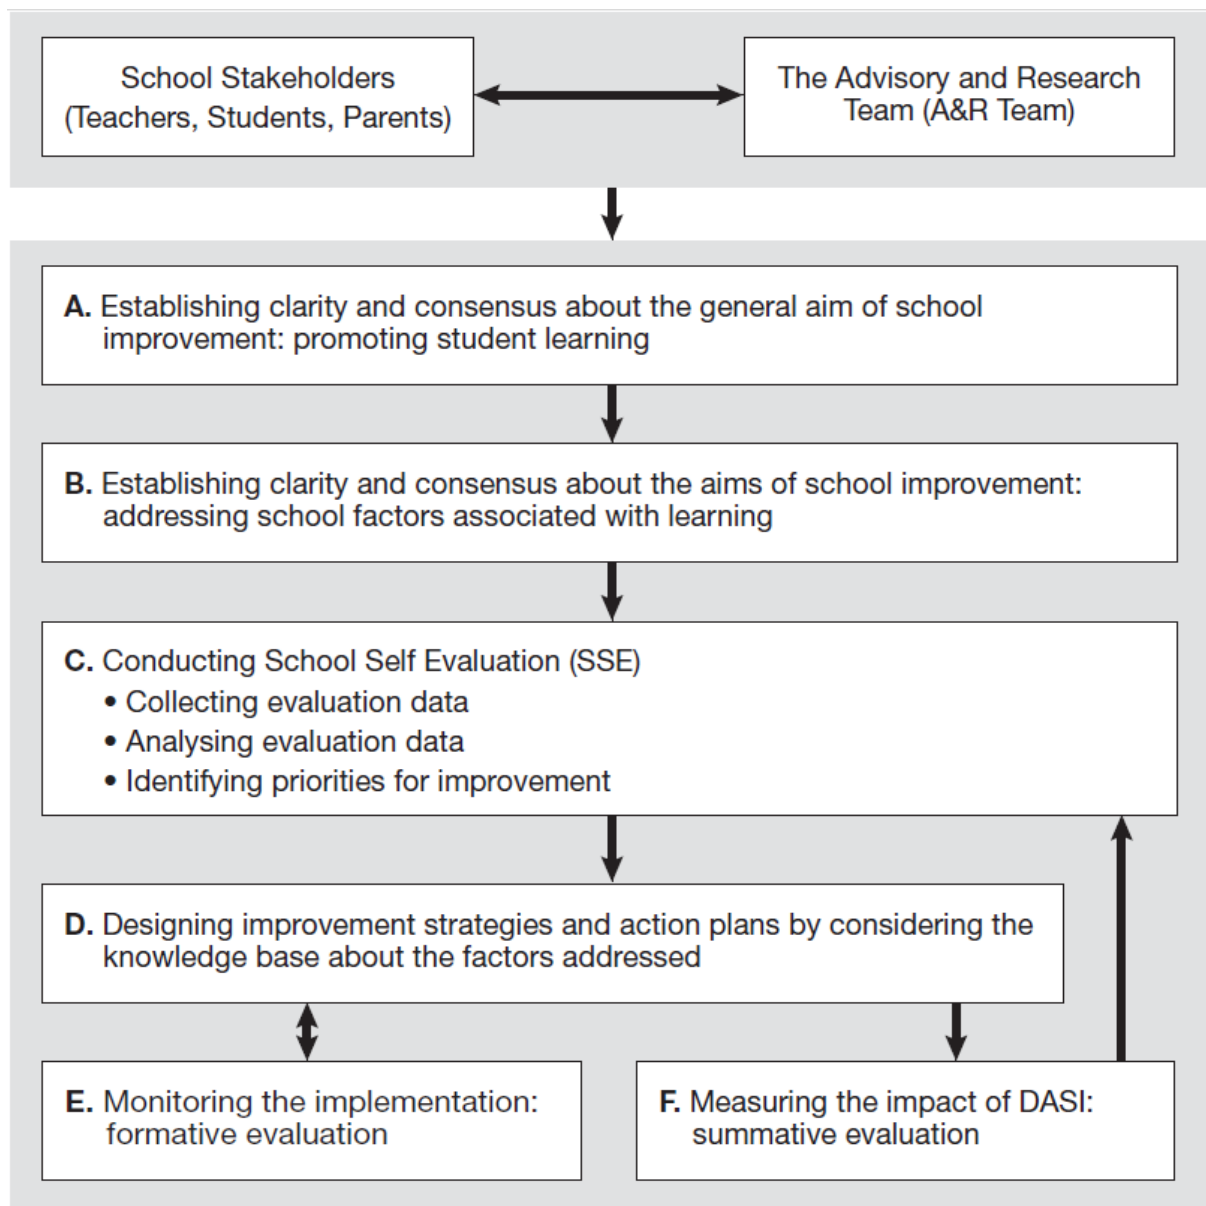 School Stakeholders
(Teachers, Students, Parents)
The Advisory and Research
Team (A&R Team)
A. Establishing clarity and consensus about the general aim of school
improvement: promoting student learning
B. Establishing clarity and consensus about the aims of school improvement:
addressing school factors associated with learning
C. Conducting School Self Evaluation (SSE)
• Collecting evaluation data
• Analysing evaluation data
• Identifying priorities for improvement
D. Designing improvement strategies and action plans by considering the
knowledge base about the factors addressed
E. Monitoring the implementation:
formative evaluation
F. Measuring the impact of DASI:
summative evaluation